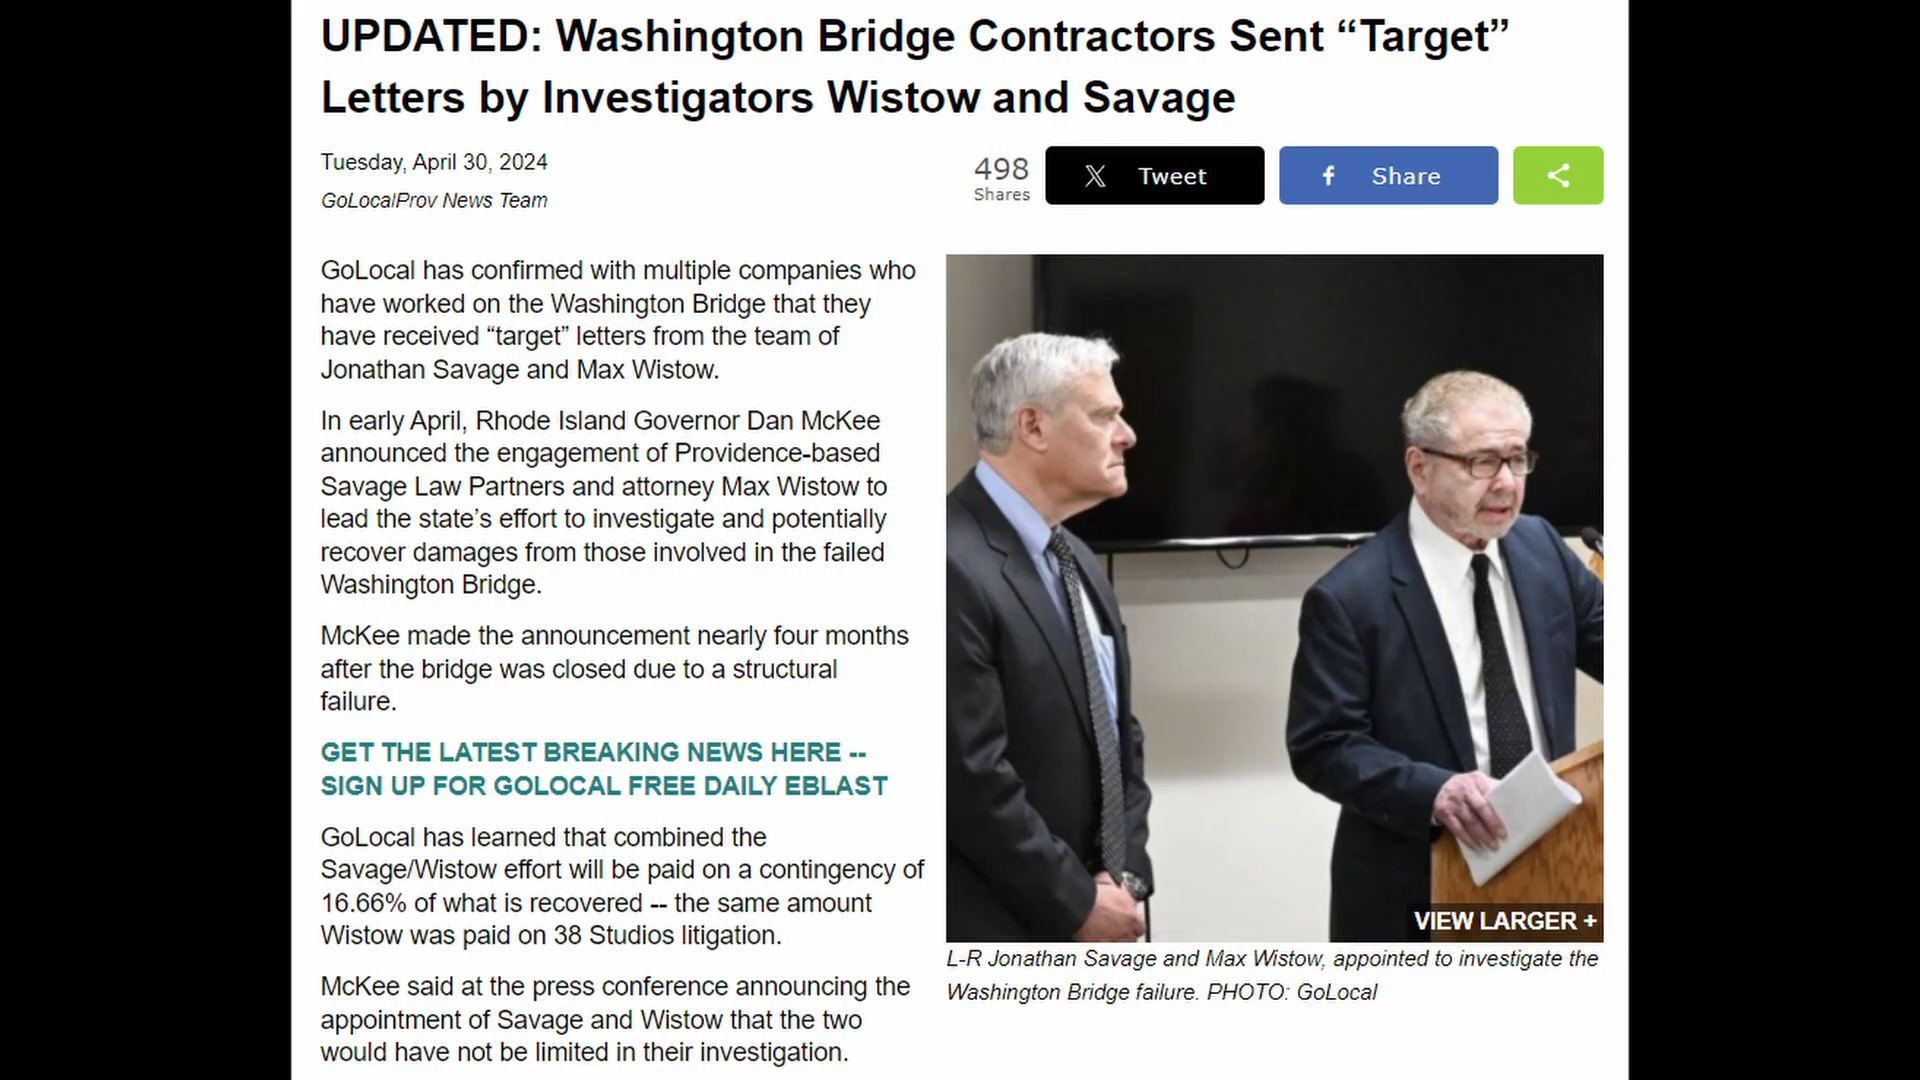 UPDATED: Washington Bridge Contractors Sent “Target”
Letters by Investigators Wistow and Savage
Tuesday, April 30, 2024
GoLocalProv News Team
498
Shares
Tweet
Share
GoLocal has confirmed with multiple companies who
have worked on the Washington Bridge that they
have received “target” letters from the team of
Jonathan Savage and Max Wistow.
In early April, Rhode Island Governor Dan McKee
announced the engagement of Providence-based
Savage Law Partners and attorney Max Wistow to
lead the state’s effort to investigate and potentially
recover damages from those involved in the failed
Washington Bridge.
McKee made the announcement nearly four months
after the bridge was closed due to a structural
failure.
GET THE LATEST BREAKING NEWS HERE --
SIGN UP FOR GOLOCAL FREE DAILY EBLAST
GoLocal has learned that combined the
Savage/Wistow effort will be paid on a contingency of
16.66% of what is recovered -- the same amount
Wistow was paid on 38 Studios litigation.
McKee said at the press conference announcing the
appointment of Savage and Wistow that the two
would have not be limited in their investigation.
VIEW LARGER +
L-R Jonathan Savage and Max Wistow, appointed to investigate the
Washington Bridge failure. PHOTO: GoLocal